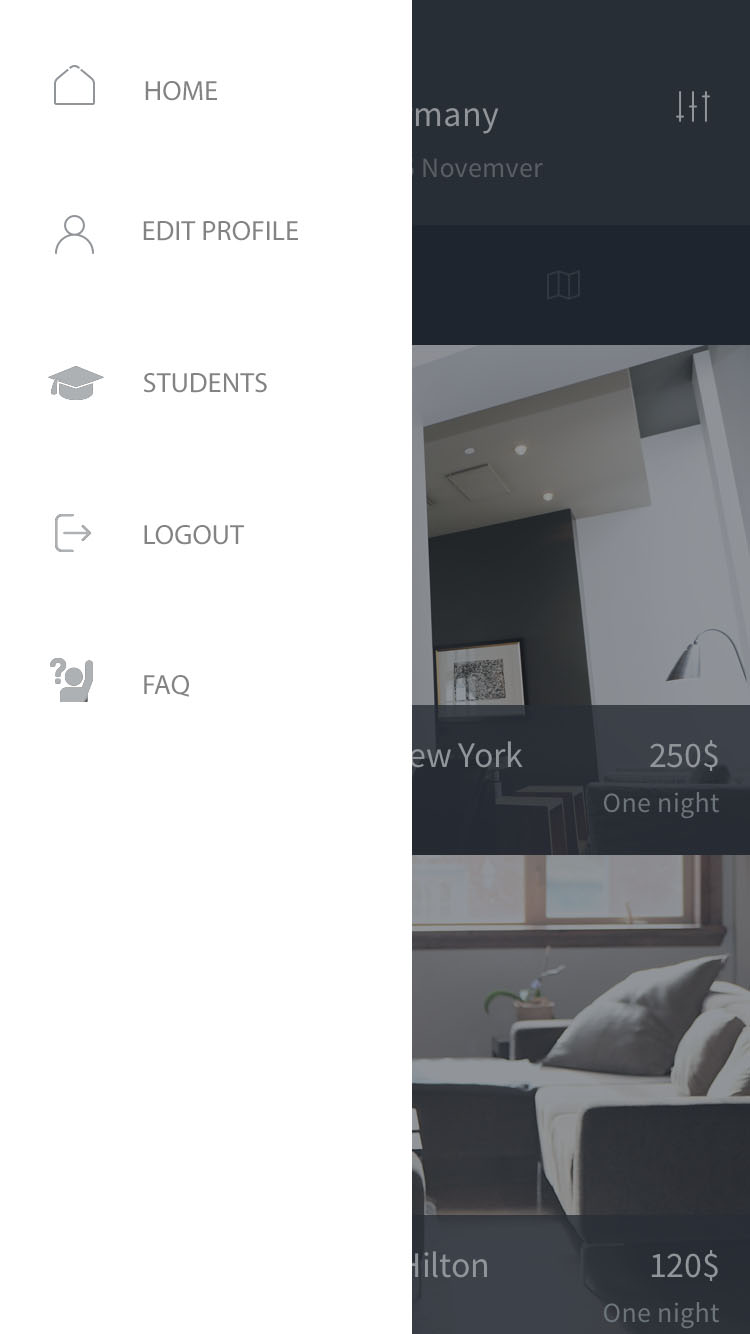 HOME
EDIT PROFILE
STUDENTS
LOGOUT
FAQ
many
Novemver
ew York
250$
One night
Hilton
120$
One night